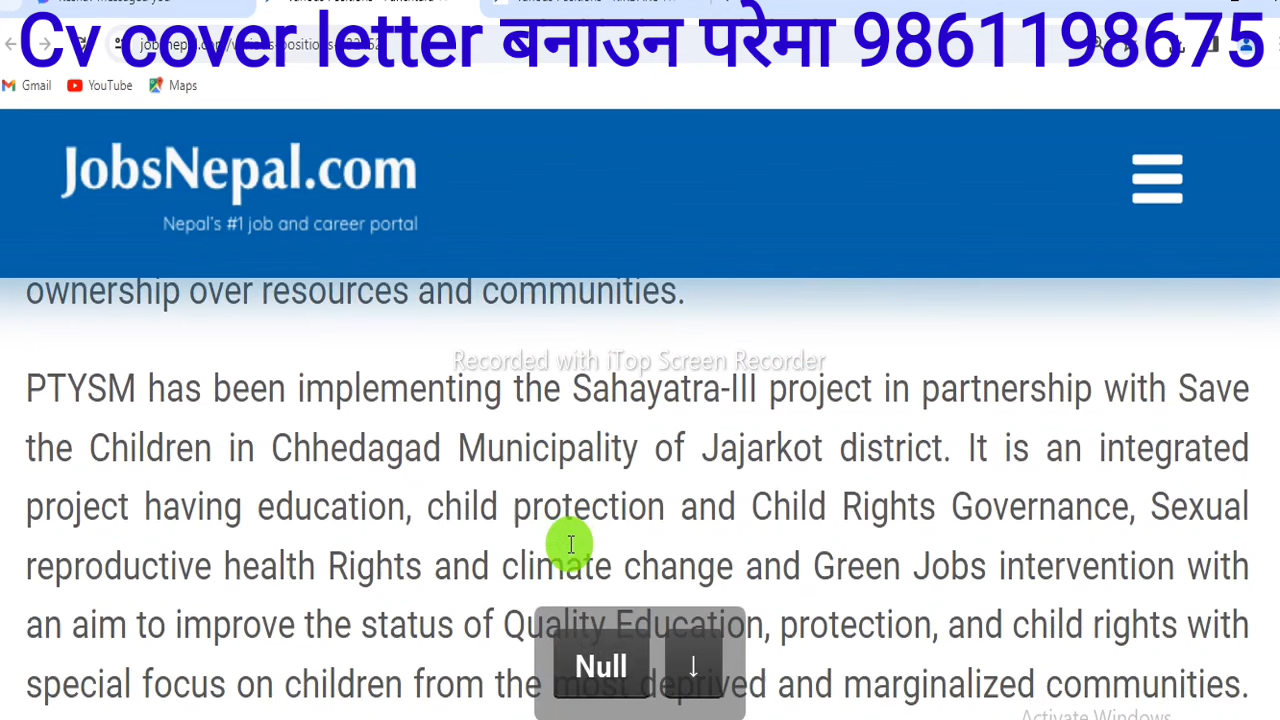 Cv cover letter बनाउन परेमा 9861198675
Gmail YouTube Maps
JobsNepal.com
Nepal's #1 job and career portal
ownership over resources and communities.
Recorded with iTop Screen Recorder
PTYSM has been implementing the Sahayatra-III project in partnership with Save
the Children in Chhedagad Municipality of Jajarkot district. It is an integrated
project having education, child protection and Child Rights Governance, Sexual
reproductive health Rights and climate change and Green Jobs intervention with
an aim to improve the status of Quality Education, protection, and child rights with
Null ↓
special focus on children from the most deprived and marginalized communities.
Activate Windows